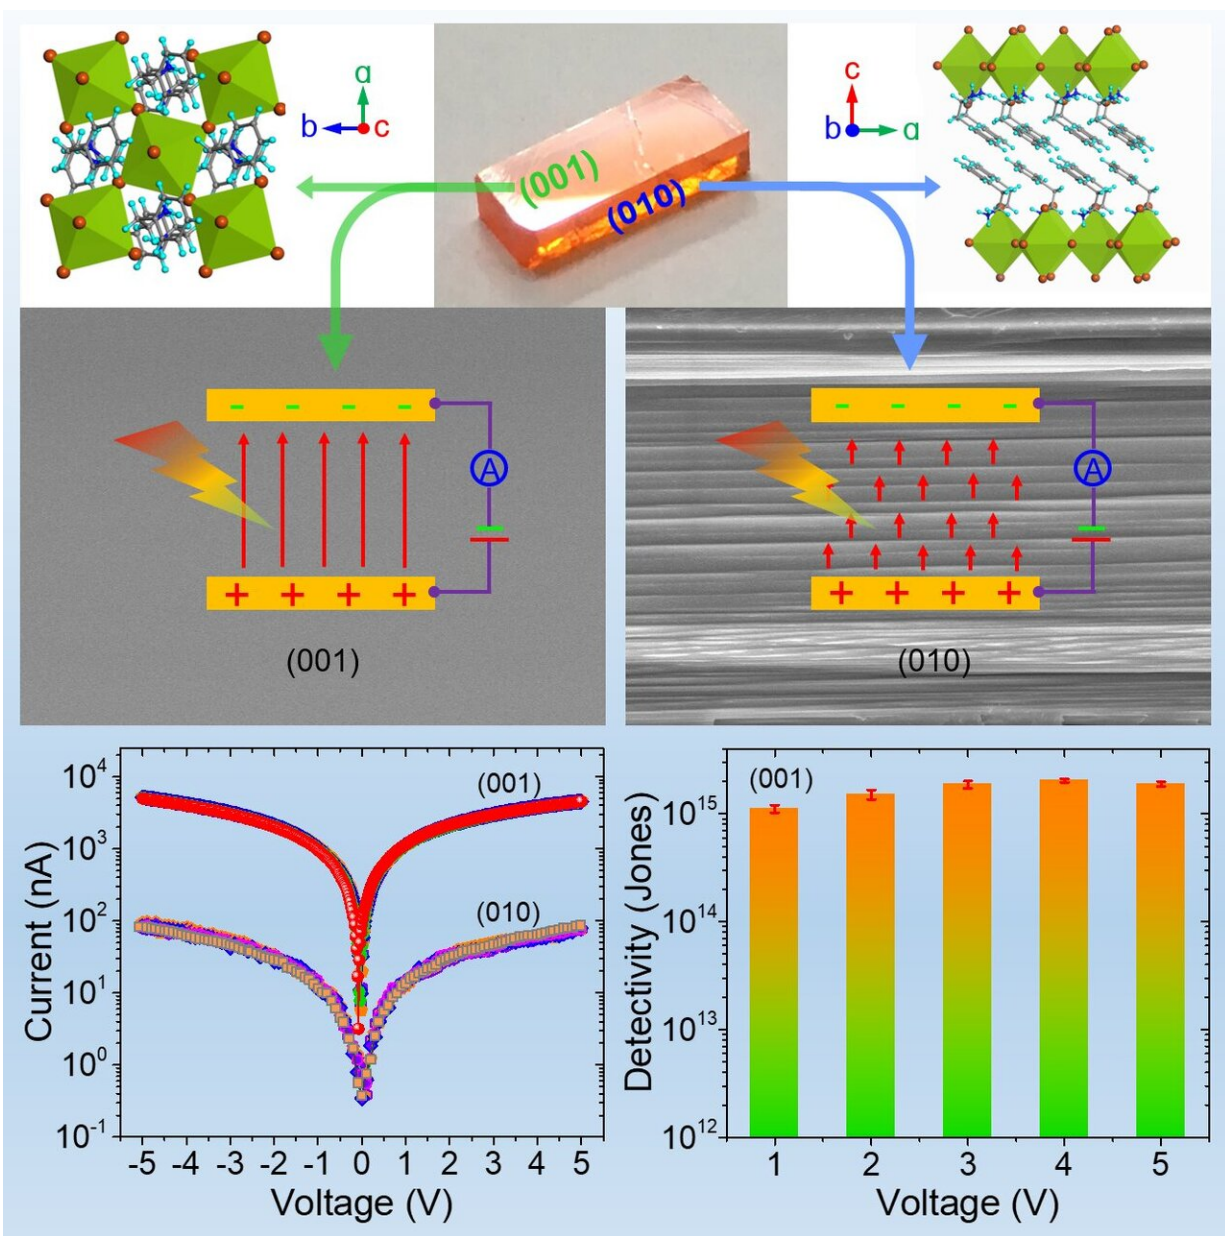 a
b
c
(001)
(010)
c
b
a
- - - -
A
+ + + +
(001)
- - - -
A
+ + + +
(010)
10⁴
10³
10²
10¹
10⁰
10⁻¹
Current (nA)
(001)
(010)
-5 -4 -3 -2 -1 0 1 2 3 4 5
Voltage (V)
10¹⁵
10¹⁴
10¹³
10¹²
Detectivity (Jones)
(001)
1 2 3 4 5
Voltage (V)